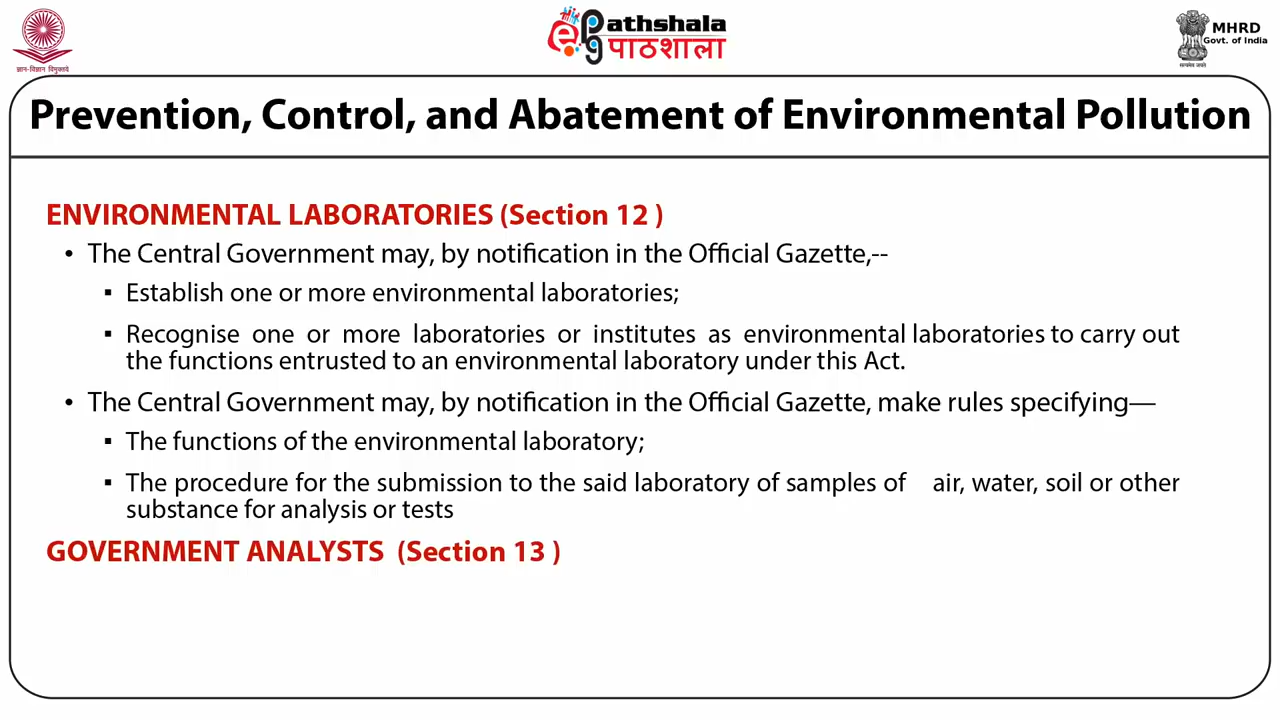 ज्ञान-विज्ञान विमुक्तये
epathshala
पाठशाला
MHRD
Govt. of India
सत्यमेव जयते
Prevention, Control, and Abatement of Environmental Pollution
ENVIRONMENTAL LABORATORIES (Section 12 )
• The Central Government may, by notification in the Official Gazette,--
▪ Establish one or more environmental laboratories;
▪ Recognise one or more laboratories or institutes as environmental laboratories to carry out
the functions entrusted to an environmental laboratory under this Act.
• The Central Government may, by notification in the Official Gazette, make rules specifying—
▪ The functions of the environmental laboratory;
▪ The procedure for the submission to the said laboratory of samples of air, water, soil or other
substance for analysis or tests
GOVERNMENT ANALYSTS (Section 13 )